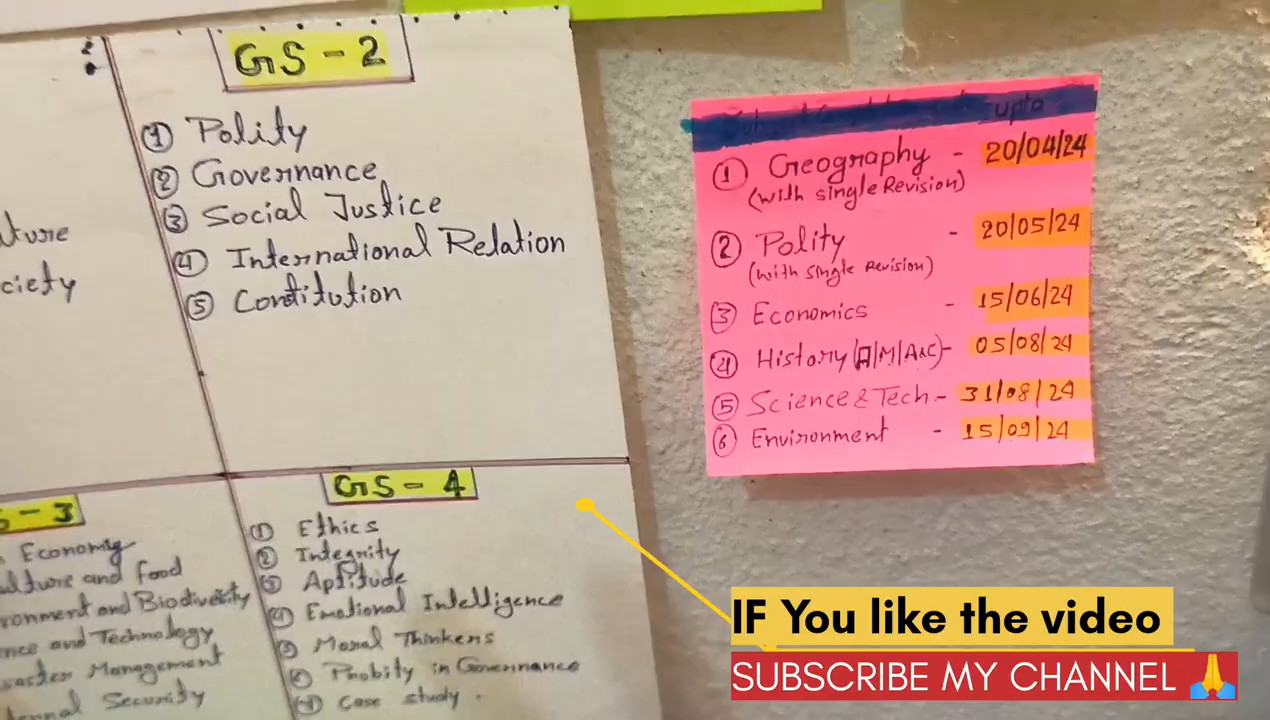 GS - 2
① Polity
② Governance
③ Social Justice
④ International Relation
⑤ Constitution
ture
ciety
upto
① Geography - 20/04/24
(with single Revision)
② Polity - 20/05/24
(with single Revision)
③ Economics - 15/06/24
④ History (A|M|A&C) - 05/08/24
⑤ Science & Tech - 31/08/24
⑥ Environment - 15/09/24
S - 3
Economy
ulture and Food
ronment and Biodiversity
nce and Technology
saster Management
ternal Security
GS - 4
① Ethics
② Integrity
③ Aptitude
④ Emotional Intelligence
⑤ Moral Thinkers
⑥ Probity in Governance
⑦ Case study .
IF You like the video
SUBSCRIBE MY CHANNEL 🙏